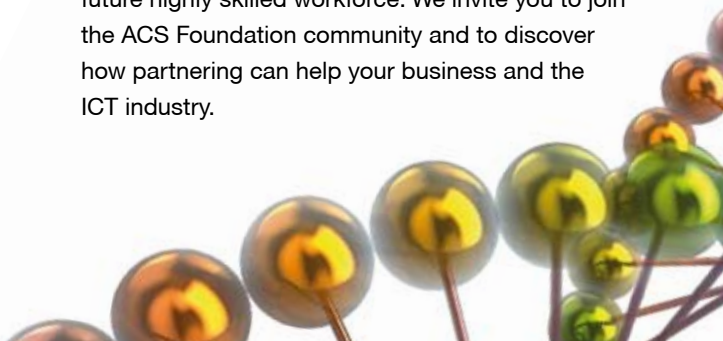 future highly skilled workforce. We invite you to join
the ACS Foundation community and to discover
how partnering can help your business and the
ICT industry.